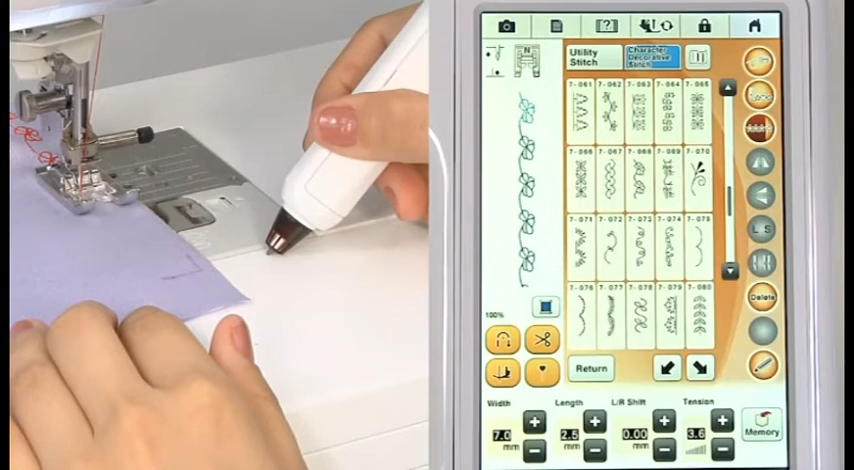 N
Utility
Stitch
Character
Decorative
Stitch
7-061 7-062 7-063 7-064 7-065
7-066 7-067 7-068 7-069 7-070
7-071 7-072 7-073 7-074 7-075
7-076 7-077 7-078 7-079 7-080
L S
Delete
100%
Return
Width Length L/R Shift Tension
7.0 mm 2.5 mm 0.00 mm 3.6
Memory